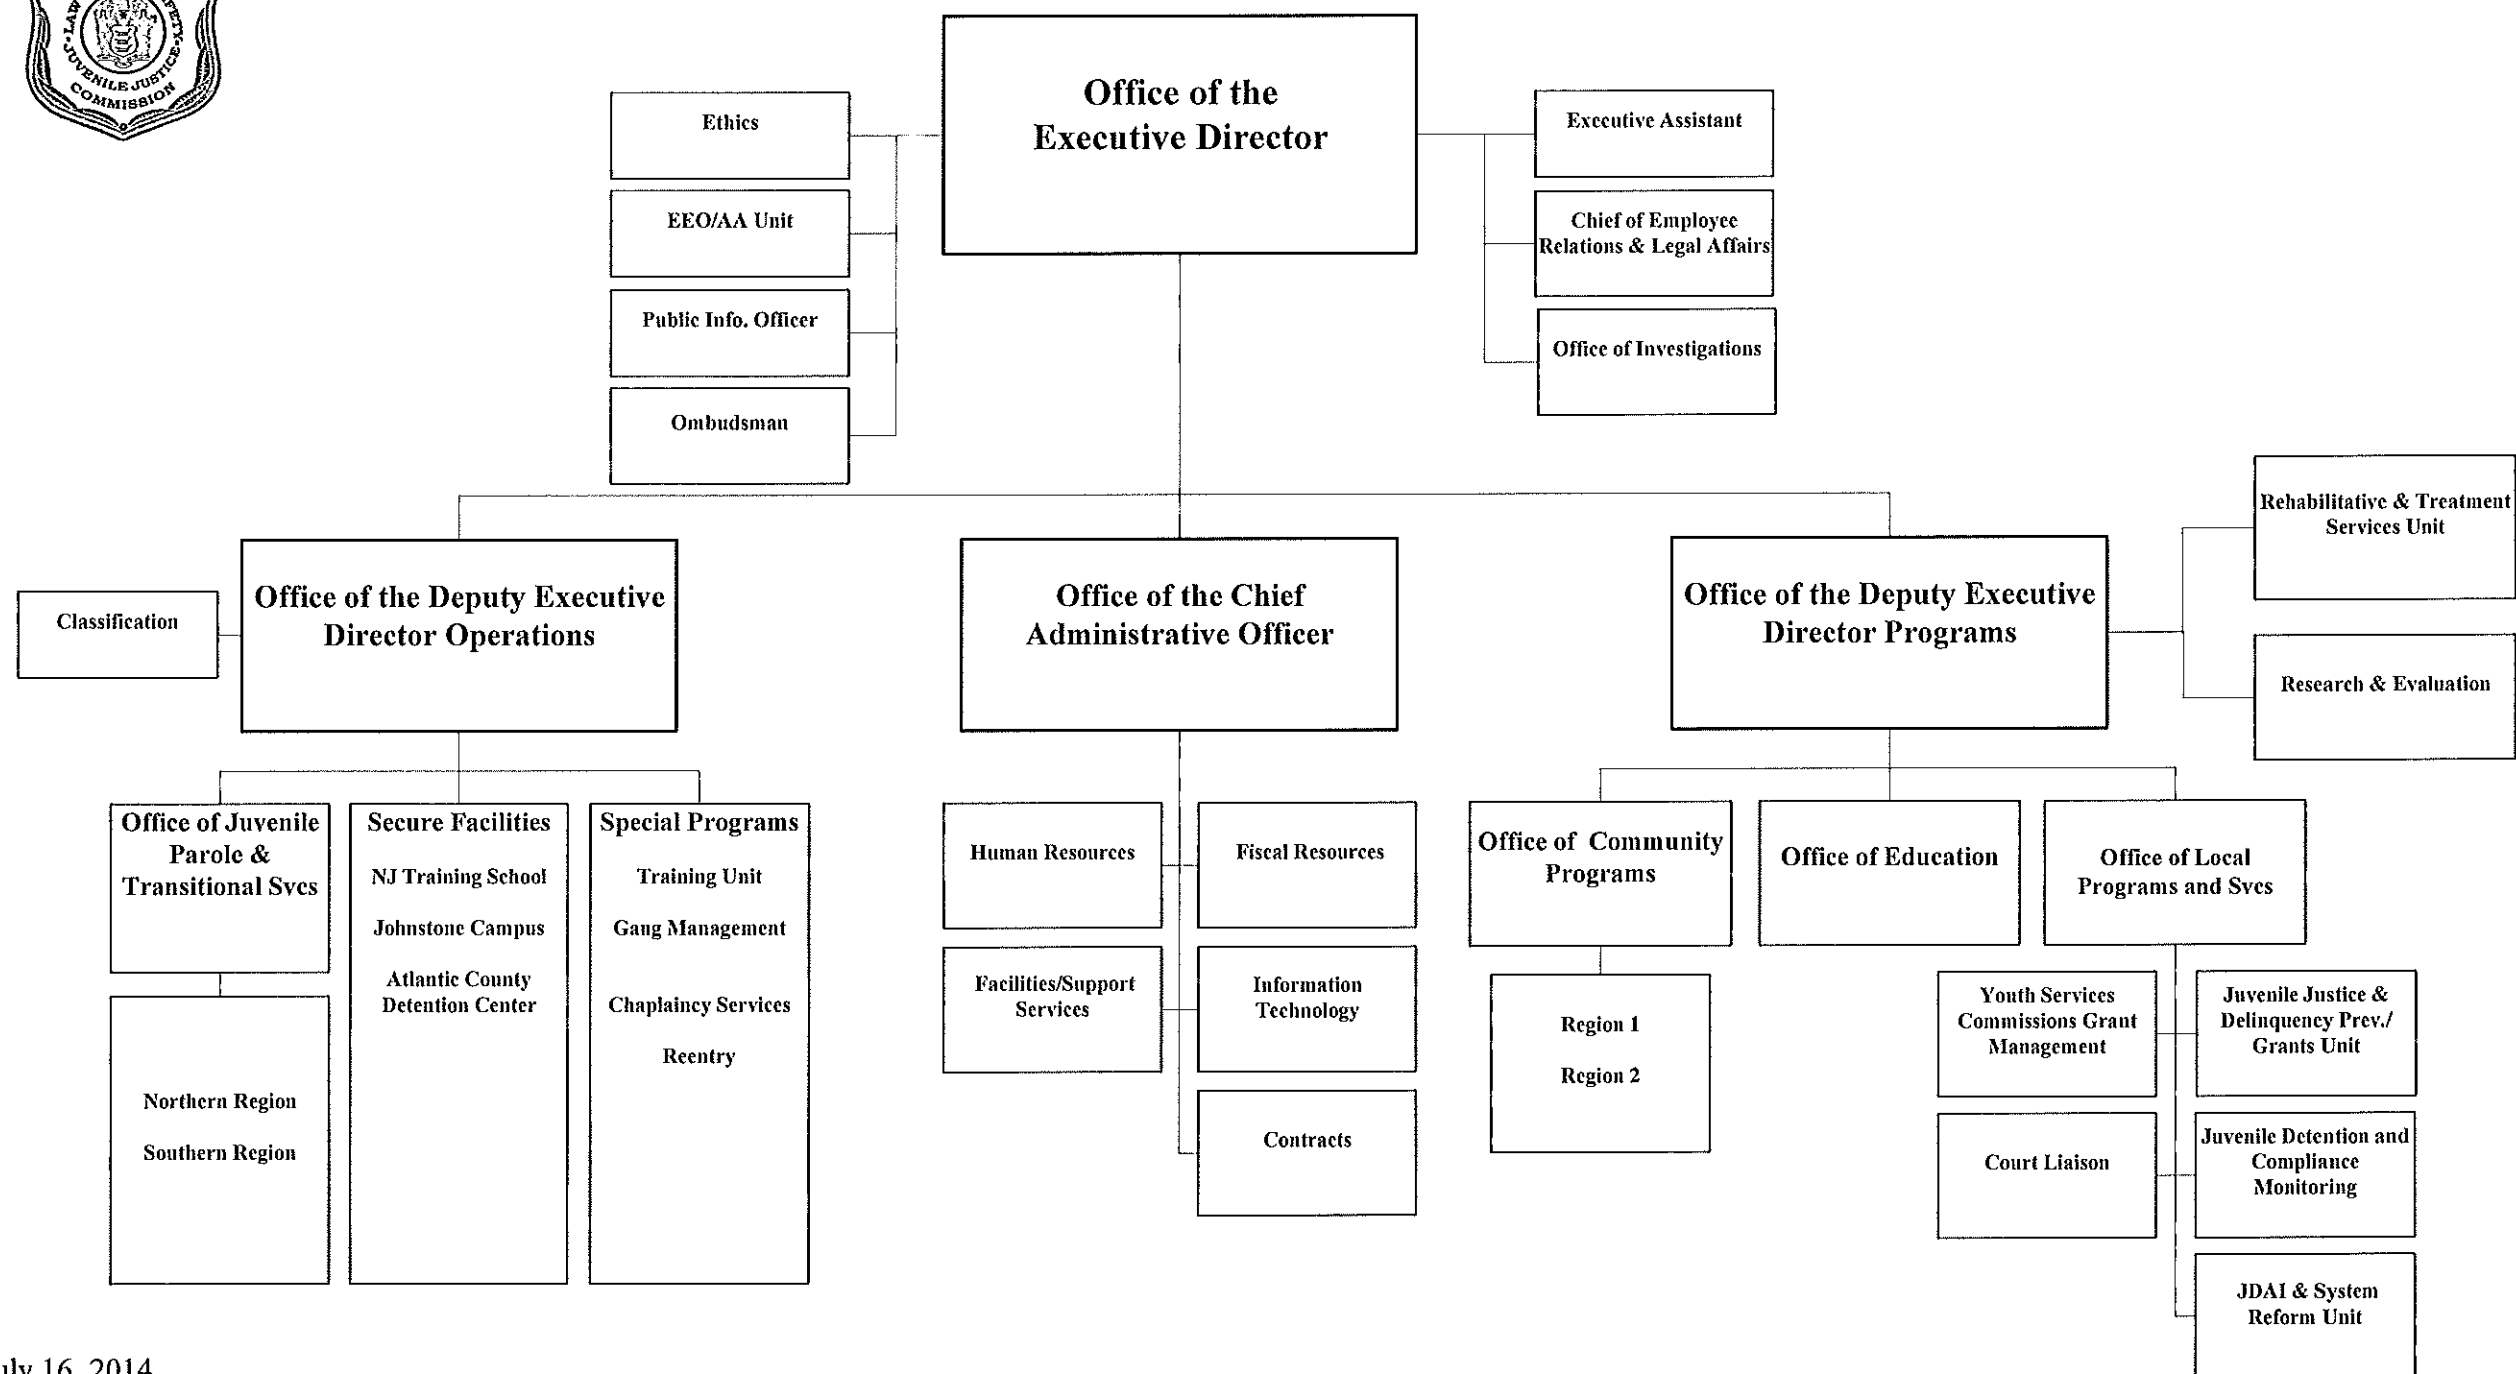 LAW
JUVENILE JUSTICE
COMMISSION
Office of the
Executive Director
Ethics
EEO/AA Unit
Public Info. Officer
Ombudsman
Executive Assistant
Chief of Employee
Relations & Legal Affairs
Office of Investigations
Classification
Office of the Deputy Executive
Director Operations
Office of the Chief
Administrative Officer
Office of the Deputy Executive
Director Programs
Rehabilitative & Treatment
Services Unit
Research & Evaluation
Office of Juvenile
Parole &
Transitional Svcs
Northern Region
Southern Region
Secure Facilities
NJ Training School
Johnstone Campus
Atlantic County
Detention Center
Special Programs
Training Unit
Gang Management
Chaplaincy Services
Reentry
Human Resources
Fiscal Resources
Facilities/Support
Services
Information
Technology
Contracts
Office of Community
Programs
Region 1
Region 2
Office of Education
Office of Local
Programs and Svcs
Youth Services
Commissions Grant
Management
Juvenile Justice &
Delinquency Prev./
Grants Unit
Court Liaison
Juvenile Detention and
Compliance
Monitoring
JDAI & System
Reform Unit
uly 16, 2014